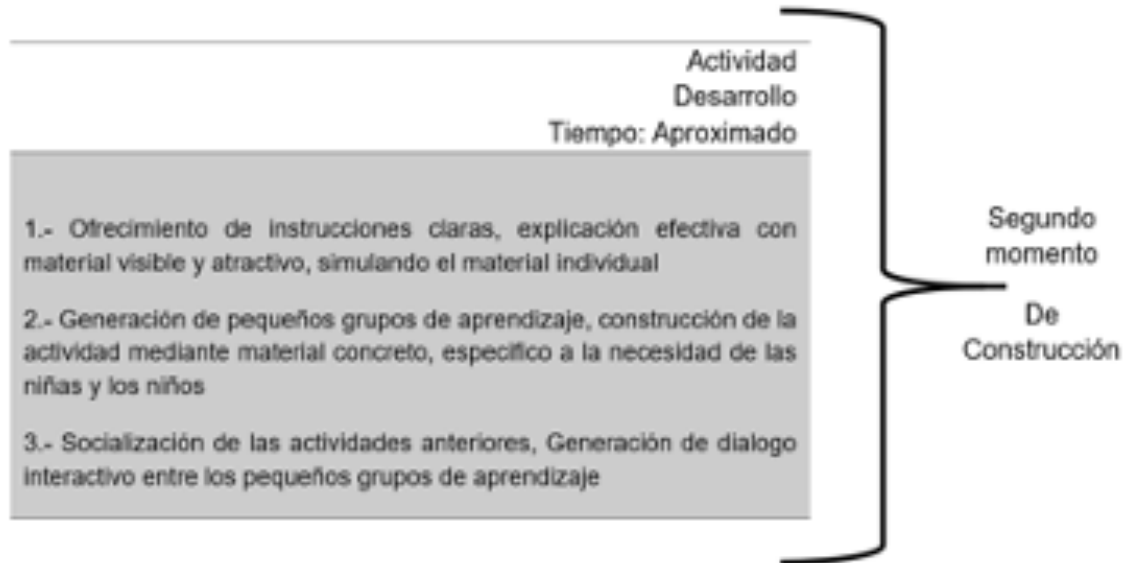 Actividad
Desarrollo
Tiempo: Aproximado
1.- Ofrecimiento de instrucciones claras, explicación efectiva con
material visible y atractivo, simulando el material individual
2.- Generación de pequeños grupos de aprendizaje, construcción de la
actividad mediante material concreto, especifico a la necesidad de las
niñas y los niños
3.- Socialización de las actividades anteriores, Generación de dialogo
interactivo entre los pequeños grupos de aprendizaje
Segundo
momento
De
Construcción